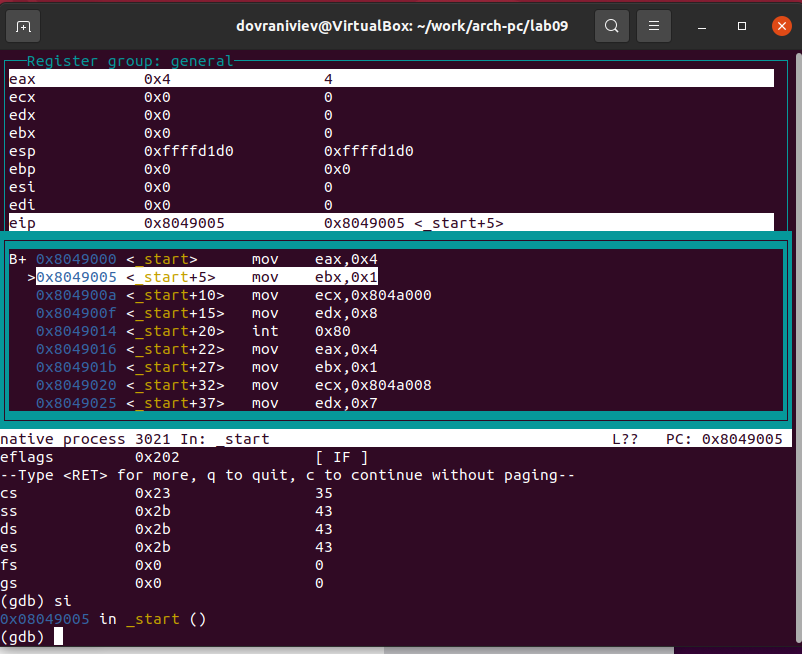 dovraniviev@VirtualBox: ~/work/arch-pc/lab09
Register group: general
eax 0x4 4
ecx 0x0 0
edx 0x0 0
ebx 0x0 0
esp 0xffffd1d0 0xffffd1d0
ebp 0x0 0x0
esi 0x0 0
edi 0x0 0
eip 0x8049005 0x8049005 <_start+5>
B+ 0x8049000 <_start> mov eax,0x4
>0x8049005 <_start+5> mov ebx,0x1
0x804900a <_start+10> mov ecx,0x804a000
0x804900f <_start+15> mov edx,0x8
0x8049014 <_start+20> int 0x80
0x8049016 <_start+22> mov eax,0x4
0x804901b <_start+27> mov ebx,0x1
0x8049020 <_start+32> mov ecx,0x804a008
0x8049025 <_start+37> mov edx,0x7
native process 3021 In: _start L?? PC: 0x8049005
eflags 0x202 [ IF ]
--Type <RET> for more, q to quit, c to continue without paging--
cs 0x23 35
ss 0x2b 43
ds 0x2b 43
es 0x2b 43
fs 0x0 0
gs 0x0 0
(gdb) si
0x08049005 in _start ()
(gdb)